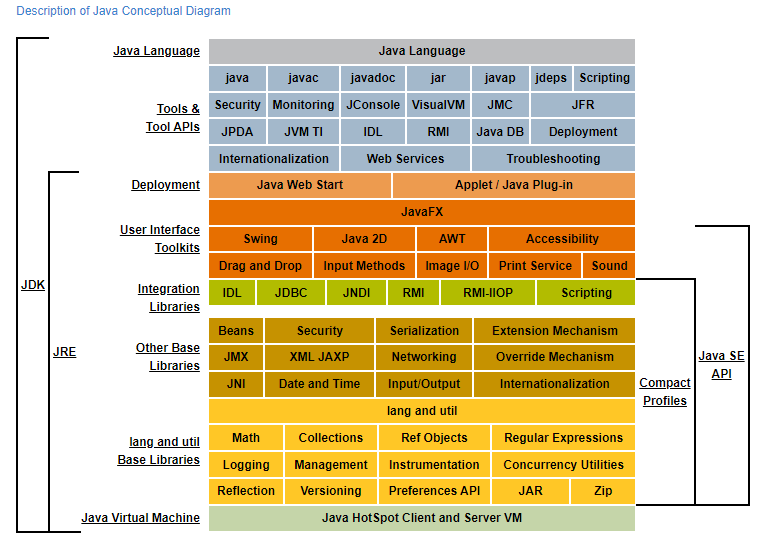 Description of Java Conceptual Diagram
Java Language
Java Language
java javac javadoc jar javap jdeps Scripting
Tools &
Tool APIs
Security Monitoring JConsole VisualVM JMC JFR
JPDA JVM TI IDL RMI Java DB Deployment
Internationalization Web Services Troubleshooting
Deployment
Java Web Start Applet / Java Plug-in
JavaFX
User Interface
Toolkits
Swing Java 2D AWT Accessibility
Drag and Drop Input Methods Image I/O Print Service Sound
Integration
Libraries
IDL JDBC JNDI RMI RMI-IIOP Scripting
JDK
JRE
Other Base
Libraries
Beans Security Serialization Extension Mechanism
JMX XML JAXP Networking Override Mechanism
JNI Date and Time Input/Output Internationalization
Java SE
API
Compact
Profiles
lang and util
lang and util
Base Libraries
Math Collections Ref Objects Regular Expressions
Logging Management Instrumentation Concurrency Utilities
Reflection Versioning Preferences API JAR Zip
Java Virtual Machine
Java HotSpot Client and Server VM